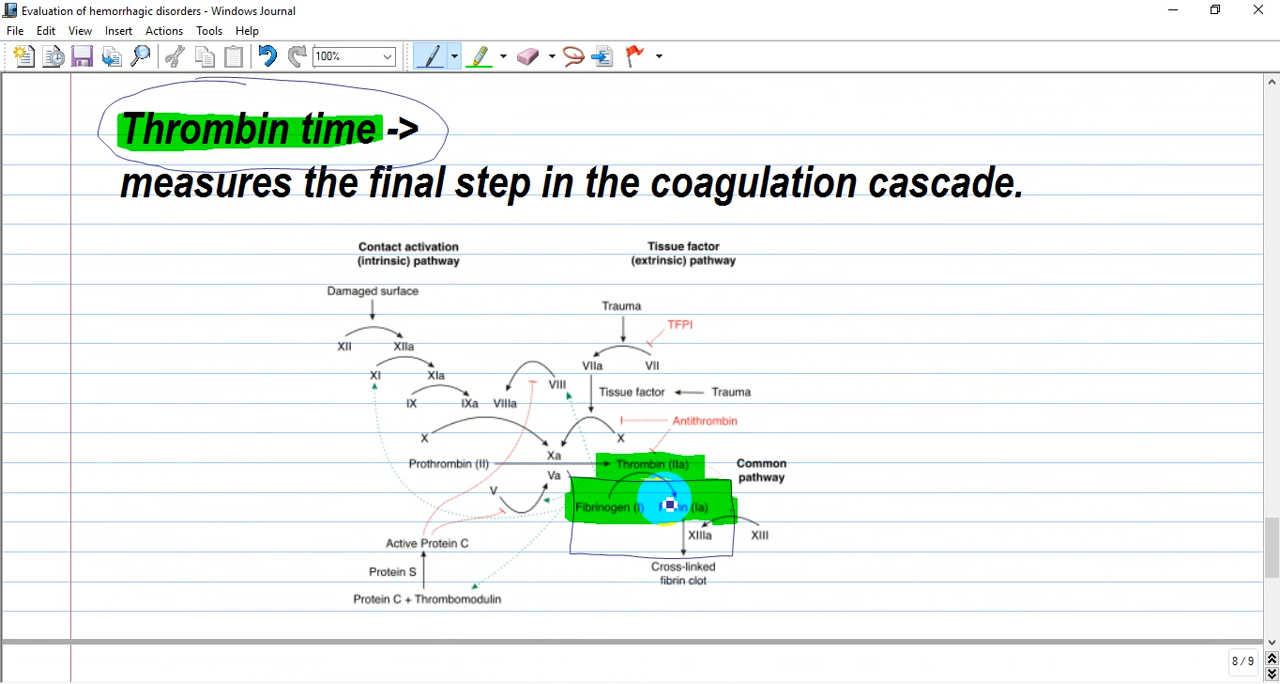 Evaluation of hemorrhagic disorders - Windows Journal
File Edit View Insert Actions Tools Help
100%
Thrombin time ->
measures the final step in the coagulation cascade.
Contact activation
(intrinsic) pathway
Tissue factor
(extrinsic) pathway
Damaged surface
Trauma
TFPI
XII XIIa
VIIa VII
XI XIa
VIII
Tissue factor Trauma
IX IXa VIIIa
Antithrombin
X X
Xa
Prothrombin (II) Thrombin (IIa)
Common
pathway
Va
V
Fibrinogen (I) (Ia)
XIIIa XIII
Active Protein C
Cross-linked
fibrin clot
Protein S
Protein C + Thrombomodulin
8 / 9